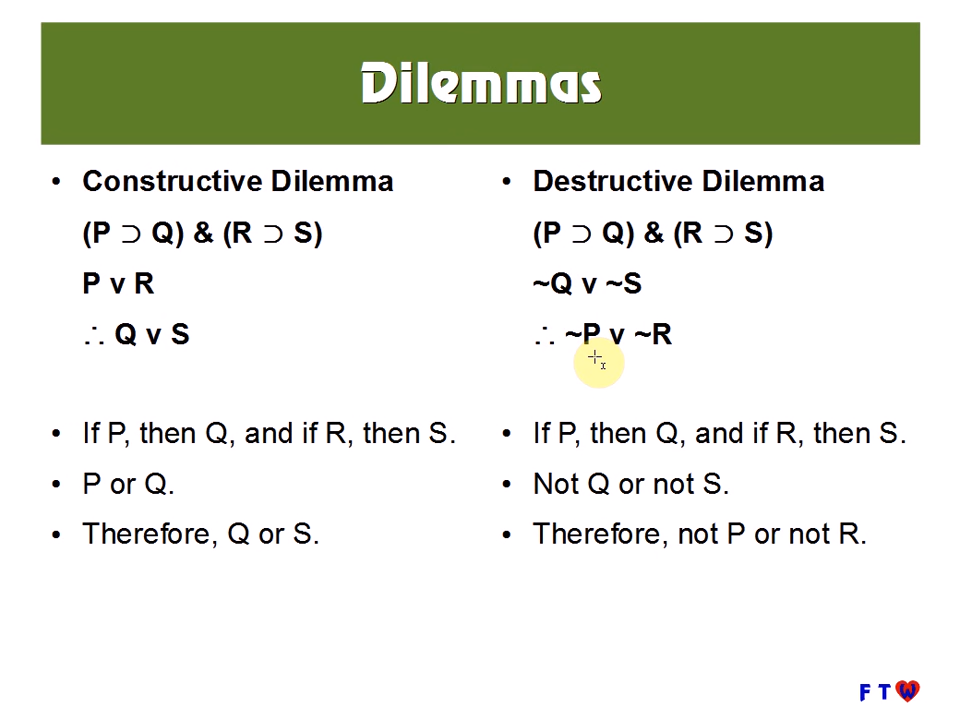 Dilemmas
• Constructive Dilemma
(P ⊃ Q) & (R ⊃ S)
P v R
∴ Q v S
• If P, then Q, and if R, then S.
• P or Q.
• Therefore, Q or S.
• Destructive Dilemma
(P ⊃ Q) & (R ⊃ S)
~Q v ~S
∴ ~P v ~R
• If P, then Q, and if R, then S.
• Not Q or not S.
• Therefore, not P or not R.
F T W